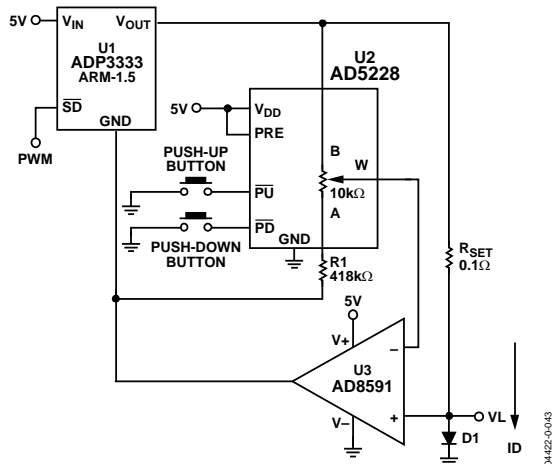 5V
V_IN
V_OUT
U1
ADP3333
ARM-1.5
SD
GND
PWM
U2
AD5228
5V
V_DD
PRE
PUSH-UP
BUTTON
PU
PD
PUSH-DOWN
BUTTON
GND
B
W
10kΩ
A
R1
418kΩ
R_SET
0.1Ω
5V
V+
U3
AD8591
V–
–
+
VL
D1
ID
04422-0-043